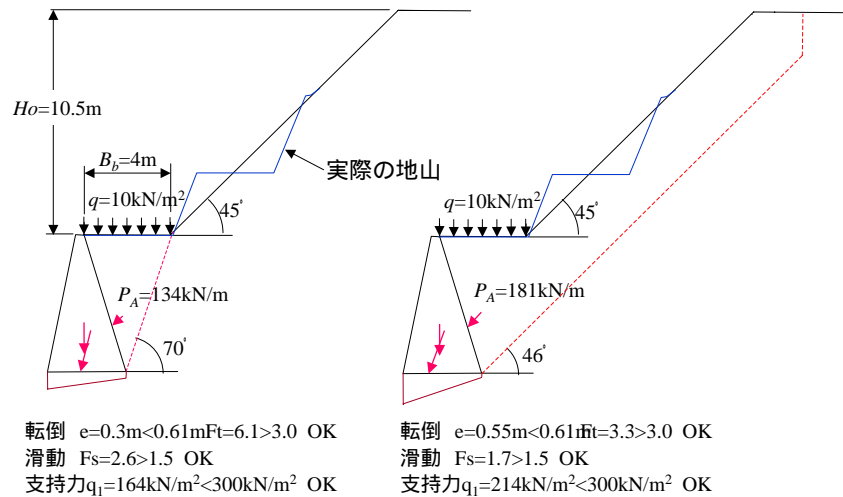 Ho=10.5m
B_b=4m
実際の地山
q=10kN/m²
45°
P_A=134kN/m
70°
q=10kN/m²
45°
P_A=181kN/m
46°
転倒 e=0.3m<0.61mFt=6.1>3.0 OK
滑動 Fs=2.6>1.5 OK
支持力q₁=164kN/m²<300kN/m² OK
転倒 e=0.55m<0.61mFt=3.3>3.0 OK
滑動 Fs=1.7>1.5 OK
支持力q₁=214kN/m²<300kN/m² OK